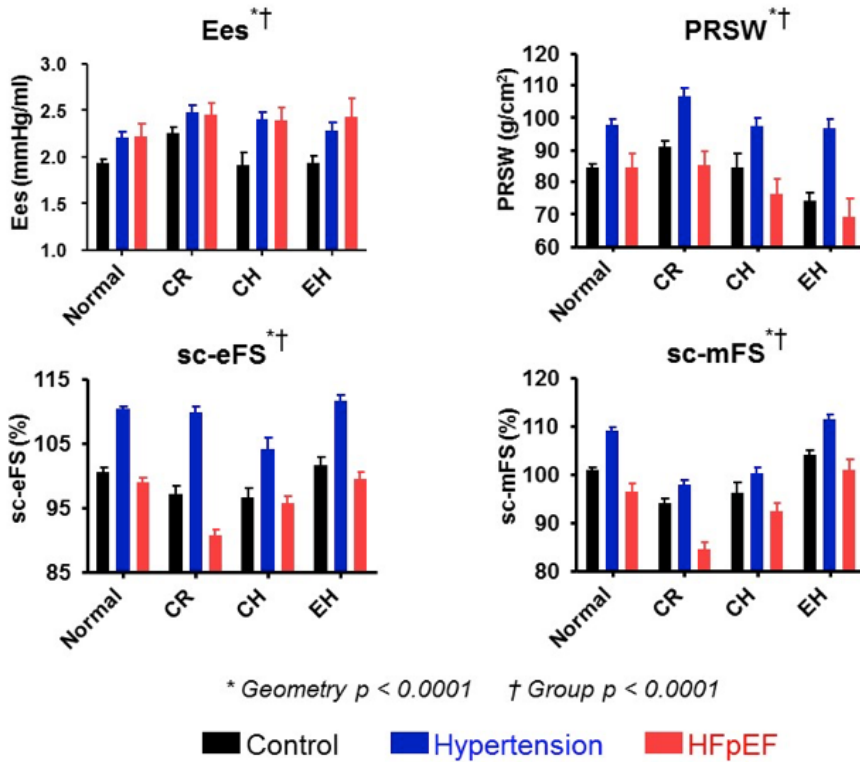 Ees*†
Ees (mmHg/ml)
3.0
2.5
2.0
1.5
1.0
Normal
CR
CH
EH
PRSW*†
PRSW (g/cm²)
120
110
100
90
80
70
60
Normal
CR
CH
EH
sc-eFS*†
sc-eFS (%)
115
105
95
85
Normal
CR
CH
EH
sc-mFS*†
sc-mFS (%)
120
110
100
90
80
Normal
CR
CH
EH
* Geometry p < 0.0001 † Group p < 0.0001
Control Hypertension HFpEF